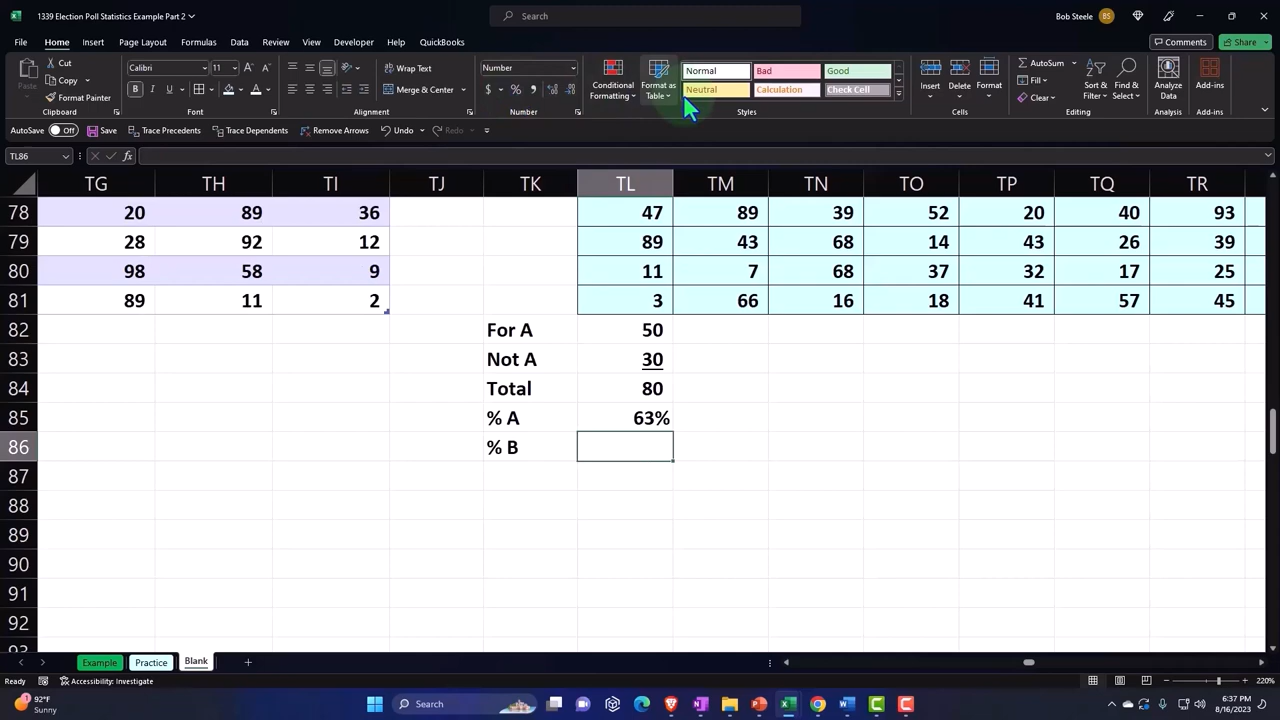 1339 Election Poll Statistics Example Part 2
Search
Bob Steele BS
File Home Insert Page Layout Formulas Data Review View Developer Help QuickBooks Comments Share
Cut
Copy
Format Painter
Paste
Clipboard
Calibri 11
B I U
Font
Wrap Text
Merge & Center
Alignment
Number
$ % 9
Number
Conditional Formatting
Format as Table
Normal Bad Good
Neutral Calculation Check Cell
Styles
Insert Delete Format
Cells
AutoSum
Fill
Clear
Sort & Filter
Find & Select
Editing
Analyze Data
Analysis
Add-ins
Add-ins
AutoSave Off Save Trace Precedents Trace Dependents Remove Arrows Undo Redo
TL86 fx
TG TH TI TJ TK TL TM TN TO TP TQ TR
78 20 89 36 47 89 39 52 20 40 93
79 28 92 12 89 43 68 14 43 26 39
80 98 58 9 11 7 68 37 32 17 25
81 89 11 2 3 66 16 18 41 57 45
82 For A 50
83 Not A 30
84 Total 80
85 % A 63%
86 % B
87
88
89
90
91
92
93
Example Practice Blank
Ready Accessibility: Investigate 220%
92°F
Sunny
Search
6:37 PM
8/16/2023